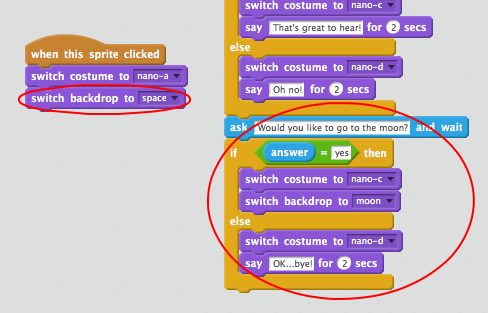 when this sprite clicked
switch costume to nano-a
switch backdrop to space
switch costume to nano-c
say That's great to hear! for 2 secs
else
switch costume to nano-d
say Oh no! for 2 secs
ask Would you like to go to the moon? and wait
if answer = yes then
switch costume to nano-c
switch backdrop to moon
else
switch costume to nano-d
say OK...bye! for 2 secs